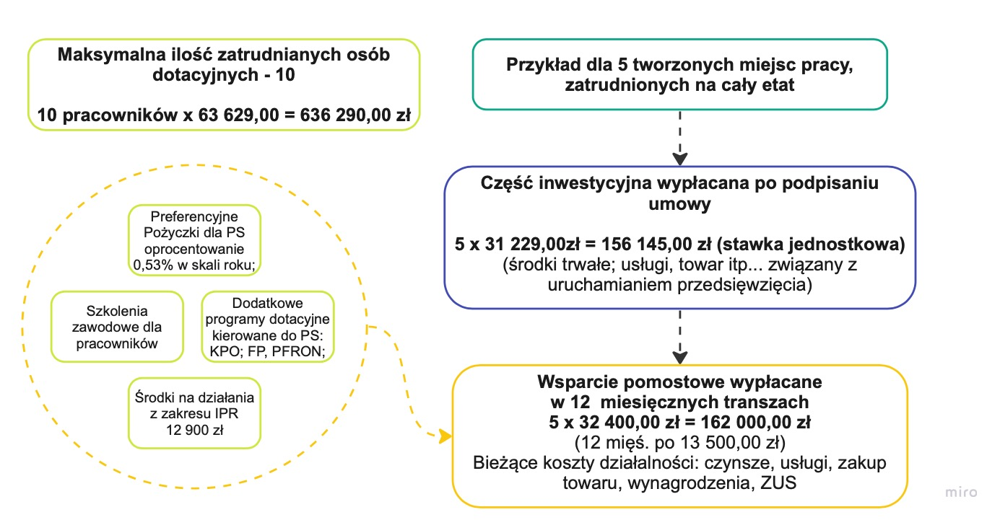 Maksymalna ilość zatrudnianych osób
dotacyjnych - 10
10 pracowników x 63 629,00 = 636 290,00 zł
Przykład dla 5 tworzonych miejsc pracy,
zatrudnionych na cały etat
Część inwestycyjna wypłacana po podpisaniu
umowy
5 x 31 229,00zł = 156 145,00 zł (stawka jednostkowa)
(środki trwałe; usługi, towar itp... związany z
uruchamianiem przedsięwzięcia)
Preferencyjne
Pożyczki dla PS
oprocentowanie
0,53% w skali roku;
Szkolenia
zawodowe dla
pracowników
Dodatkowe
programy dotacyjne
kierowane do PS:
KPO; FP, PFRON;
Środki na działania
z zakresu IPR
12 900 zł
Wsparcie pomostowe wypłacane
w 12 miesięcznych transzach
5 x 32 400,00 zł = 162 000,00 zł
(12 mięś. po 13 500,00 zł)
Bieżące koszty działalności: czynsze, usługi, zakup
towaru, wynagrodzenia, ZUS
miro